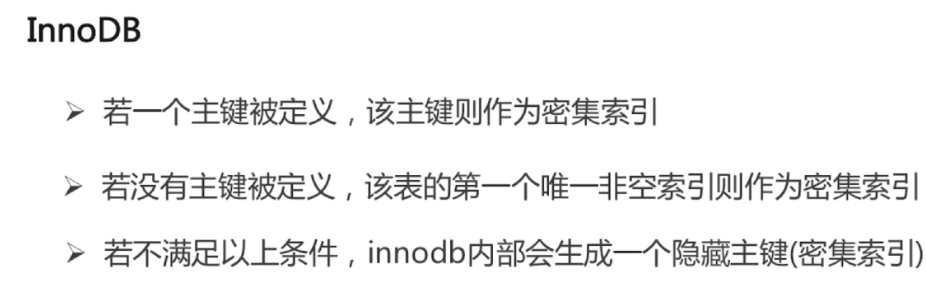 InnoDB
➢ 若一个主键被定义，该主键则作为密集索引
➢ 若没有主键被定义，该表的第一个唯一非空索引则作为密集索引
➢ 若不满足以上条件，innodb内部会生成一个隐藏主键(密集索引)